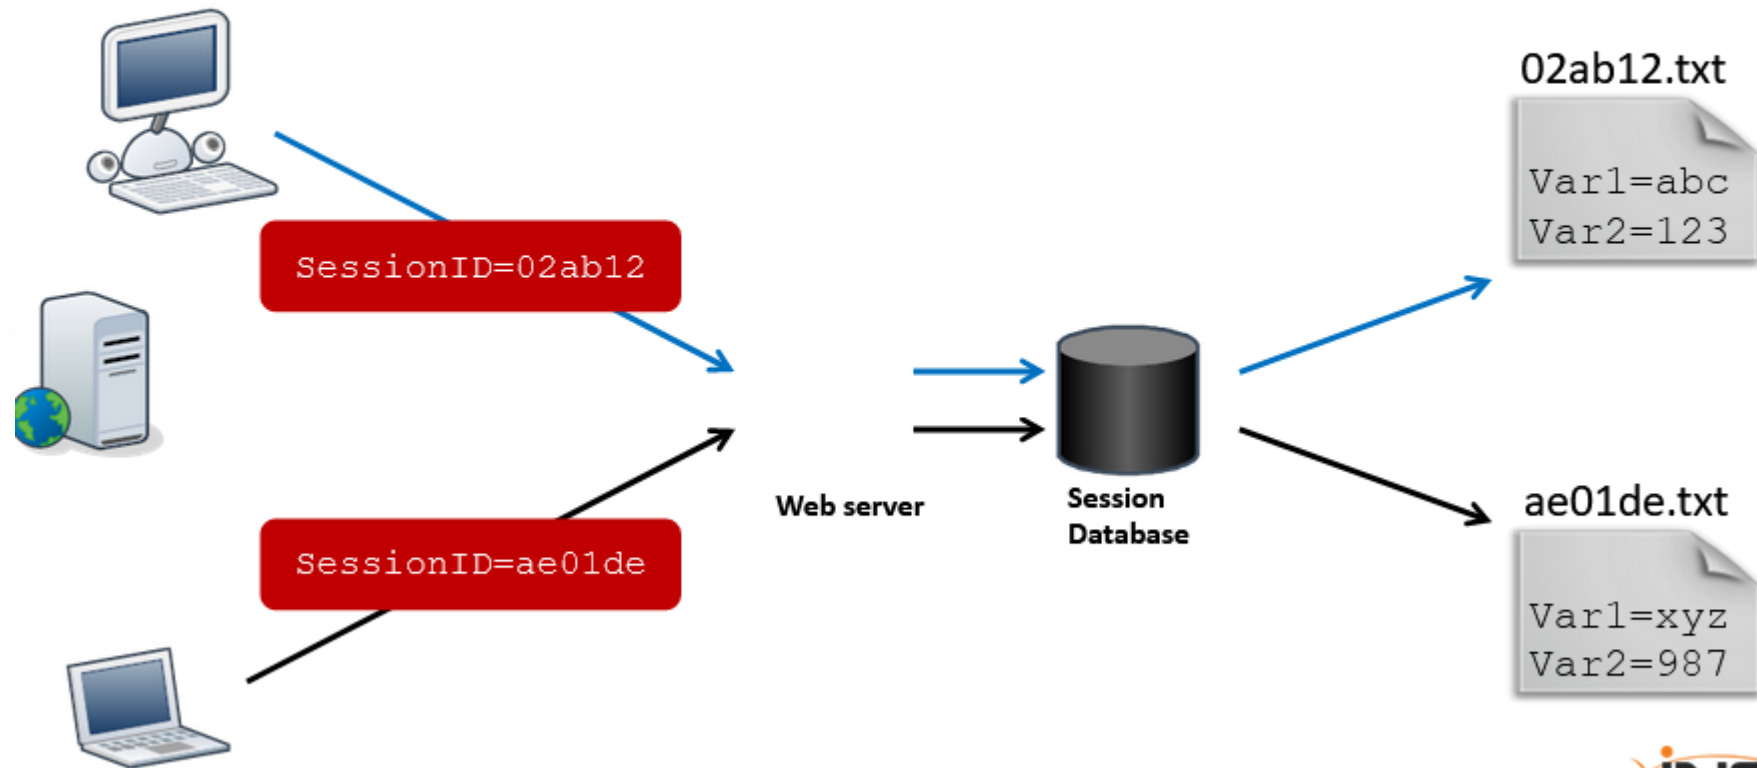 02ab12.txt
Var1=abc
Var2=123
SessionID=02ab12
Web server
Session
Database
SessionID=ae01de
ae01de.txt
Var1=xyz
Var2=987